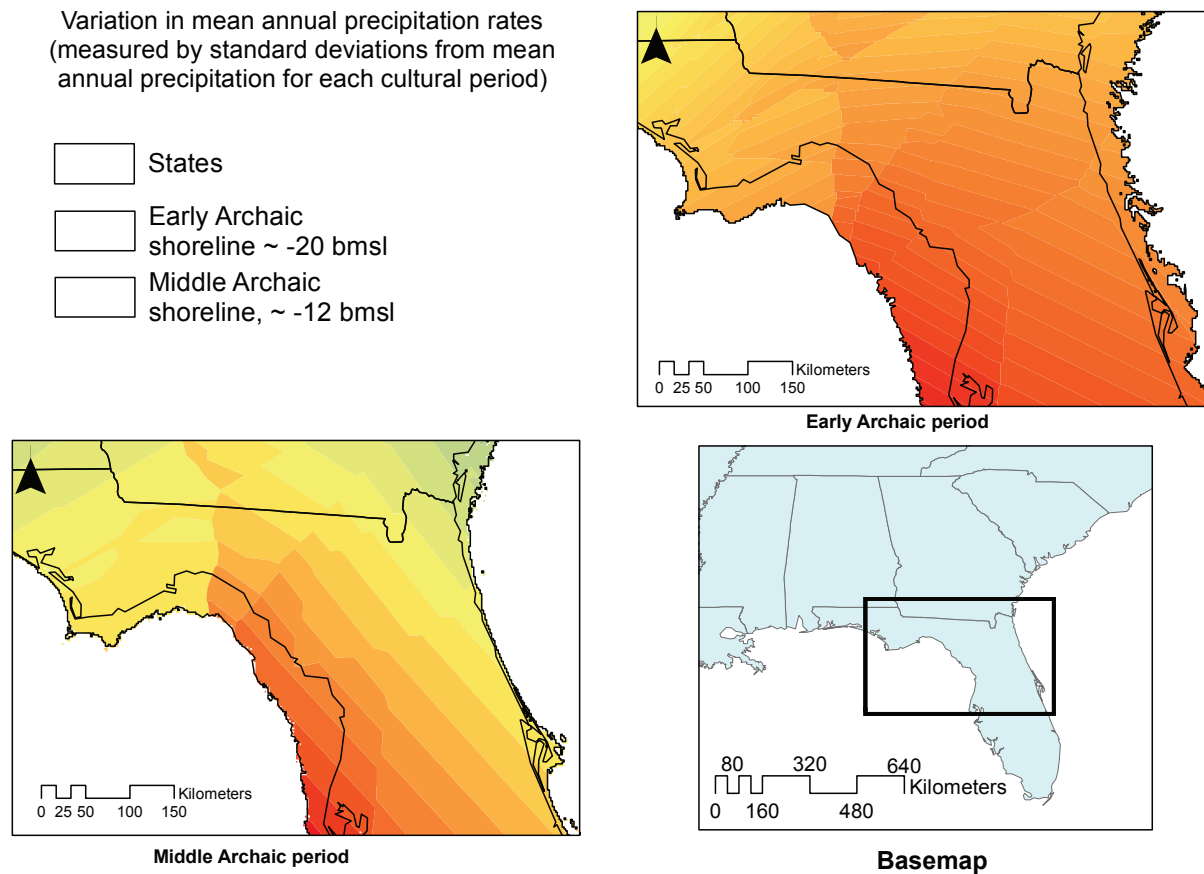 Variation in mean annual precipitation rates
(measured by standard deviations from mean
annual precipitation for each cultural period)
States
Early Archaic
shoreline ~ -20 bmsl
Middle Archaic
shoreline, ~ -12 bmsl
Kilometers
0 25 50 100 150
Early Archaic period
Kilometers
0 25 50 100 150
Middle Archaic period
80 320 640
Kilometers
0 160 480
Basemap